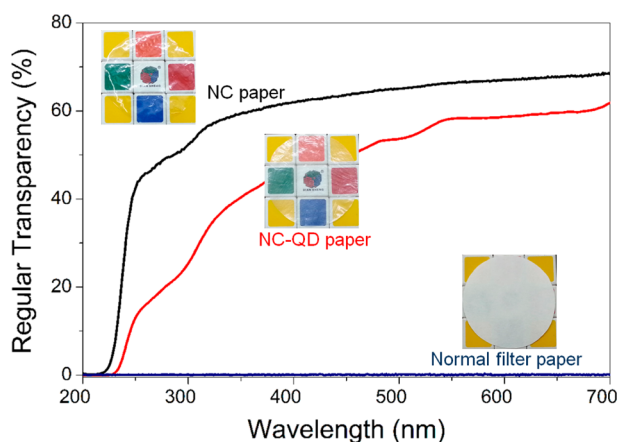 Regular Transparency (%)
80
60
40
20
0
NC paper
NC-QD paper
Normal filter paper
200
300
400
500
600
700
Wavelength (nm)